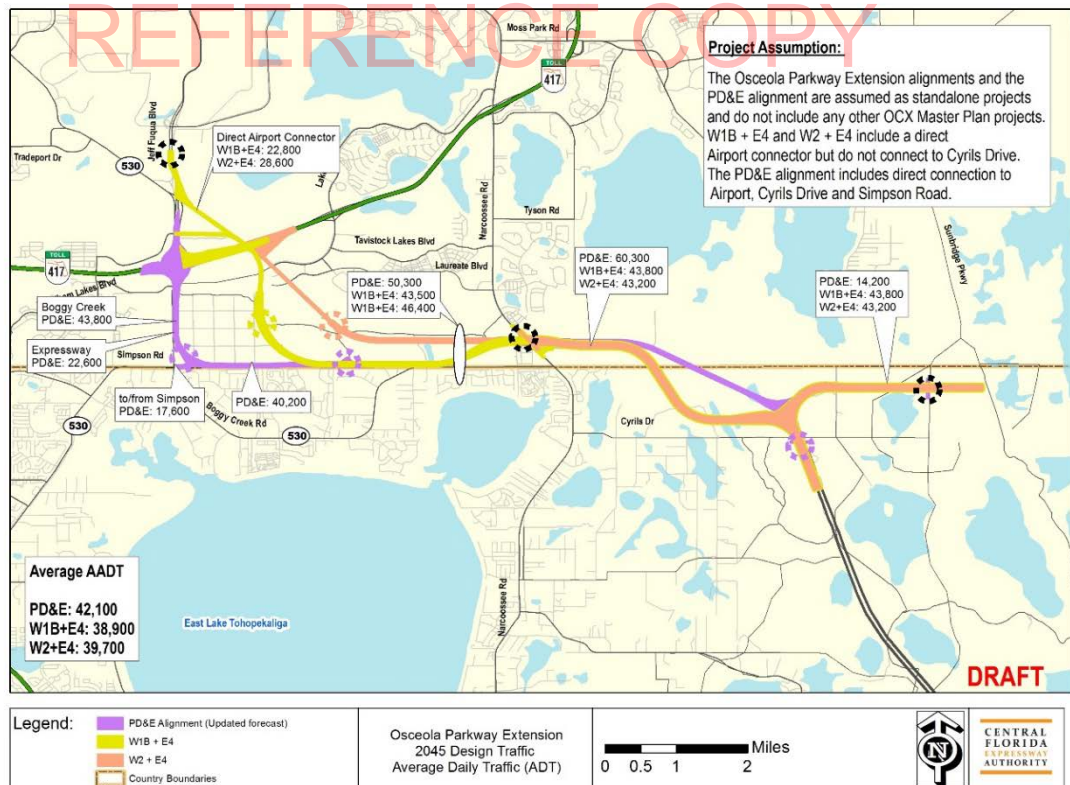 REFERENCE COPY
Moss Park Rd
TOLL
417
Project Assumption:
The Osceola Parkway Extension alignments and the
PD&E alignment are assumed as standalone projects
and do not include any other OCX Master Plan projects.
W1B + E4 and W2 + E4 include a direct
Airport connector but do not connect to Cyrils Drive.
The PD&E alignment includes direct connection to
Airport, Cyrils Drive and Simpson Road.
Jeff Fuqua Blvd
Direct Airport Connector
W1B+E4: 22,800
W2+E4: 28,600
Tradeport Dr
530
Narcoossee Rd
Tyson Rd
Sunbridge Pkwy
Tavistock Lakes Blvd
TOLL
417
Laureate Blvd
Lakes Blvd
PD&E: 50,300
W1B+E4: 43,500
W1B+E4: 46,400
PD&E: 60,300
W1B+E4: 43,800
W2+E4: 43,200
PD&E: 14,200
W1B+E4: 43,800
W2+E4: 43,200
Boggy Creek
PD&E: 43,800
Expressway
PD&E: 22,600
Simpson Rd
to/from Simpson
PD&E: 17,600
PD&E: 40,200
Boggy Creek Rd
530
530
Cyrils Dr
Narcoossee Rd
Average AADT
PD&E: 42,100
W1B+E4: 38,900
W2+E4: 39,700
East Lake Tohopekaliga
DRAFT
Legend:
PD&E Alignment (Updated forecast)
W1B + E4
W2 + E4
Country Boundaries
Osceola Parkway Extension
2045 Design Traffic
Average Daily Traffic (ADT)
Miles
0 0.5 1 2
N
CENTRAL
FLORIDA
EXPRESSWAY
AUTHORITY